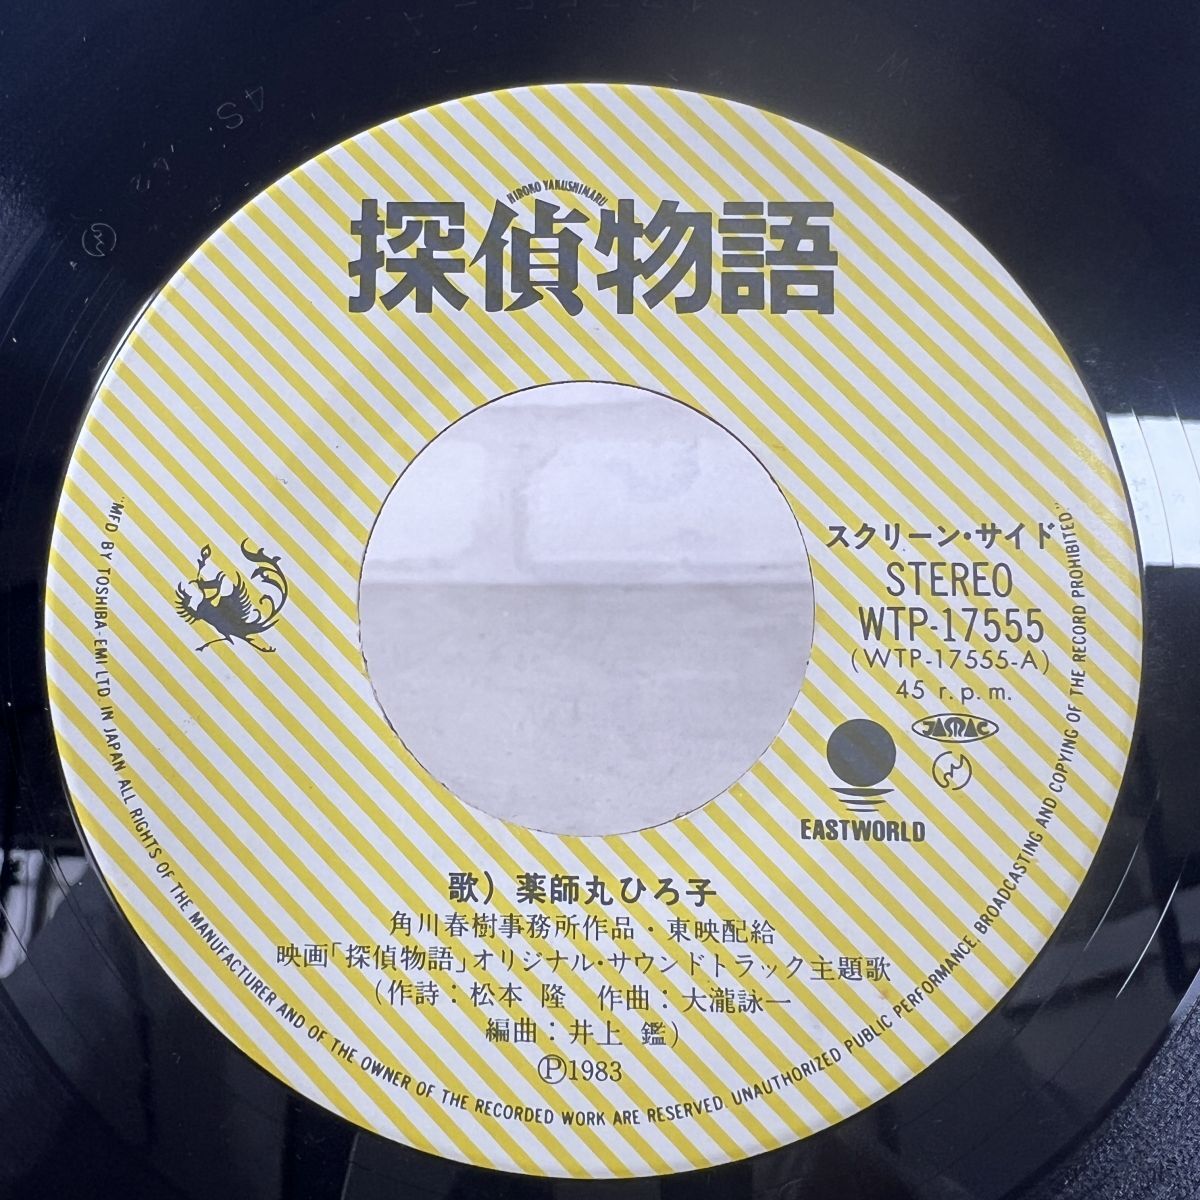 HIROKO YAKUSHIMARU
探偵物語
スクリーン・サイド
STEREO
WTP-17555
(WTP-17555-A)
45 r.p.m.
JASRAC
EASTWORLD
歌）薬師丸ひろ子
角川春樹事務所作品・東映配給
映画「探偵物語」オリジナル・サウンドトラック主題歌
(作詩：松本 隆　作曲：大瀧詠一
編曲：井上 鑑)
Ⓟ1983
"MFD BY TOSHIBA-EMI LTD. IN JAPAN ALL RIGHTS OF THE MANUFACTURER AND OF THE OWNER OF THE RECORDED WORK ARE RESERVED. UNAUTHORIZED PUBLIC PERFORMANCE, BROADCASTING AND COPYING OF THE RECORD PROHIBITED."